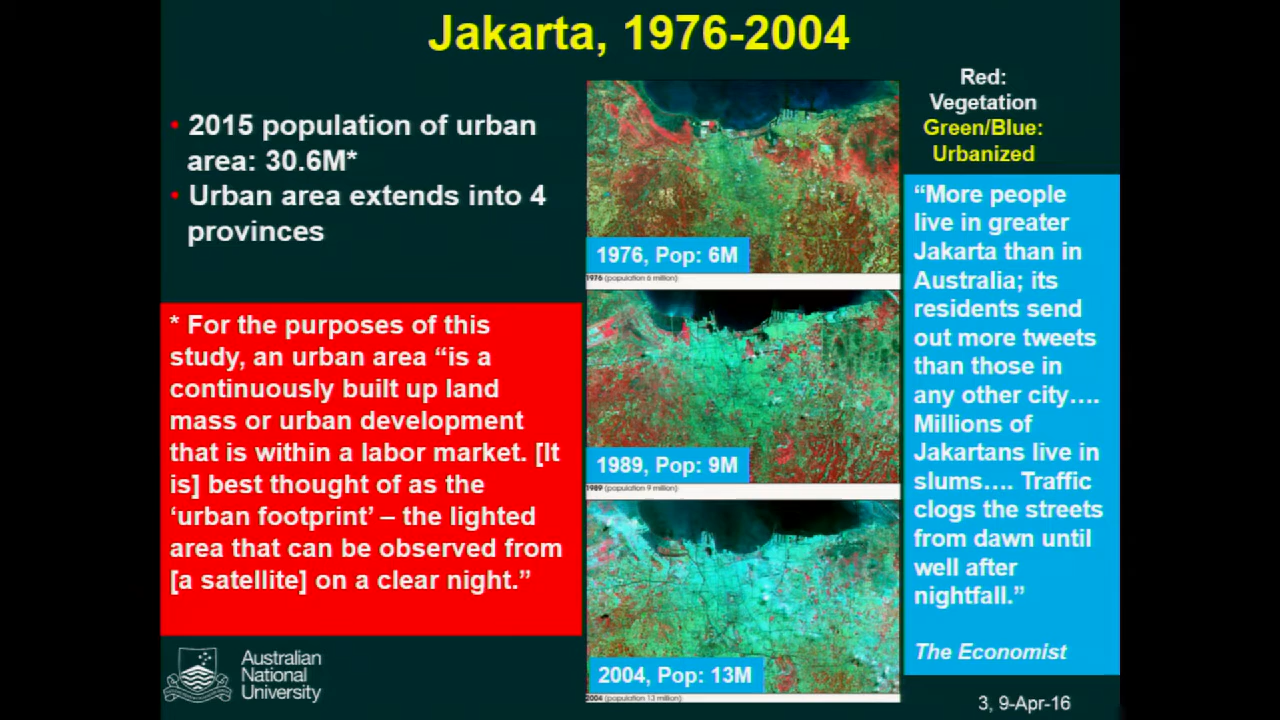 Jakarta, 1976-2004
• 2015 population of urban
area: 30.6M*
• Urban area extends into 4
provinces
* For the purposes of this
study, an urban area “is a
continuously built up land
mass or urban development
that is within a labor market. [It
is] best thought of as the
‘urban footprint’ – the lighted
area that can be observed from
[a satellite] on a clear night.”
Australian
National
University
1976, Pop: 6M
1976 (population 6 million)
1989, Pop: 9M
1989 (population 9 million)
2004, Pop: 13M
2004 (population 13 million)
Red:
Vegetation
Green/Blue:
Urbanized
“More people
live in greater
Jakarta than in
Australia; its
residents send
out more tweets
than those in
any other city….
Millions of
Jakartans live in
slums…. Traffic
clogs the streets
from dawn until
well after
nightfall.”
The Economist
3, 9-Apr-16